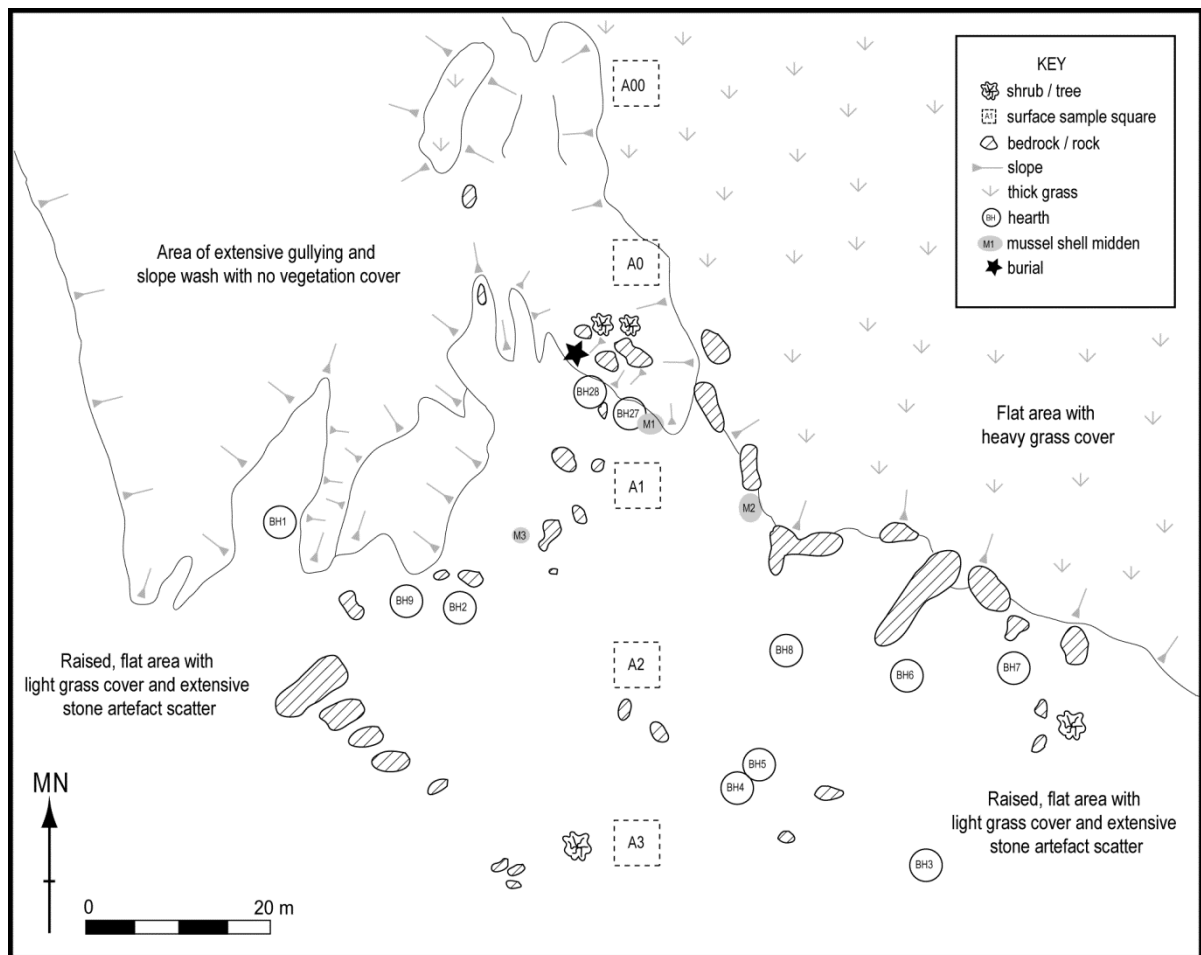 A00
KEY
shrub / tree
A1
surface sample square
bedrock / rock
slope
thick grass
BH
hearth
M1
mussel shell midden
burial
Area of extensive gullying and
slope wash with no vegetation cover
A0
BH28
BH27
M1
Flat area with
heavy grass cover
A1
M2
BH1
M3
BH9
BH2
Raised, flat area with
light grass cover and extensive
stone artefact scatter
A2
BH8
BH6
BH7
BH5
BH4
MN
Raised, flat area with
light grass cover and extensive
stone artefact scatter
A3
BH3
0
20 m